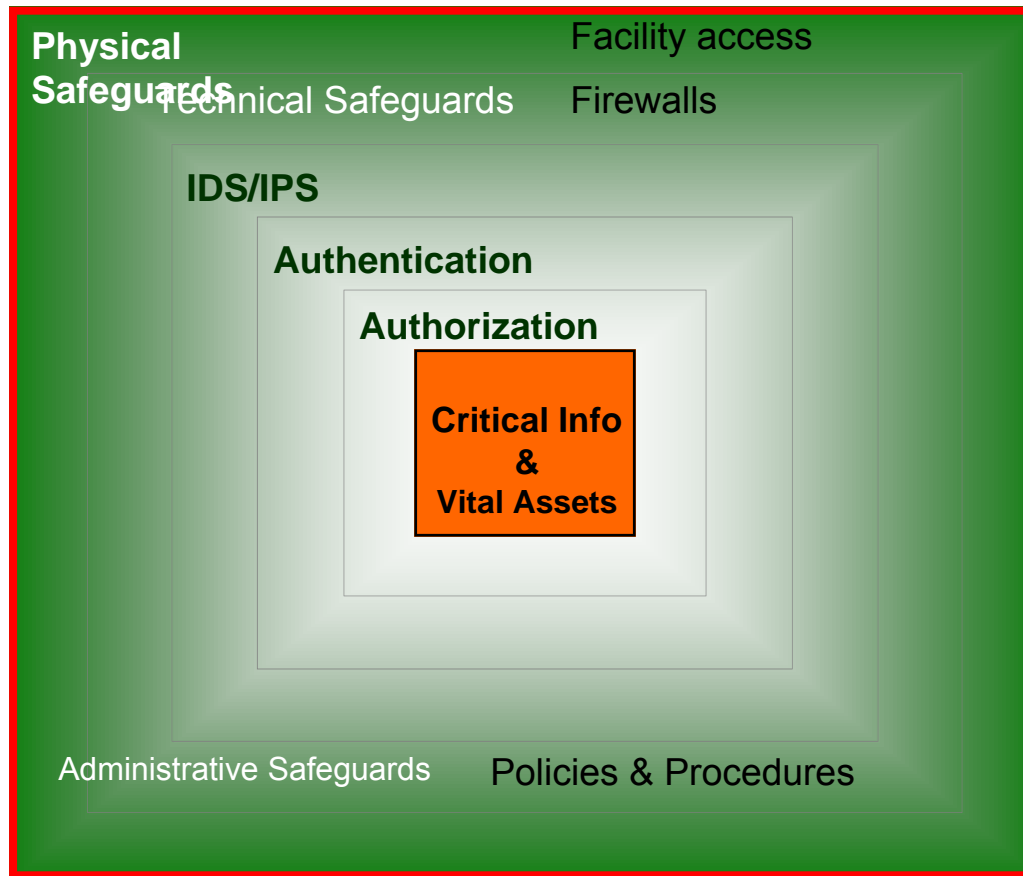 Physical
Safeguards
Facility access
Technical Safeguards
Firewalls
IDS/IPS
Authentication
Authorization
Critical Info
&
Vital Assets
Administrative Safeguards
Policies & Procedures